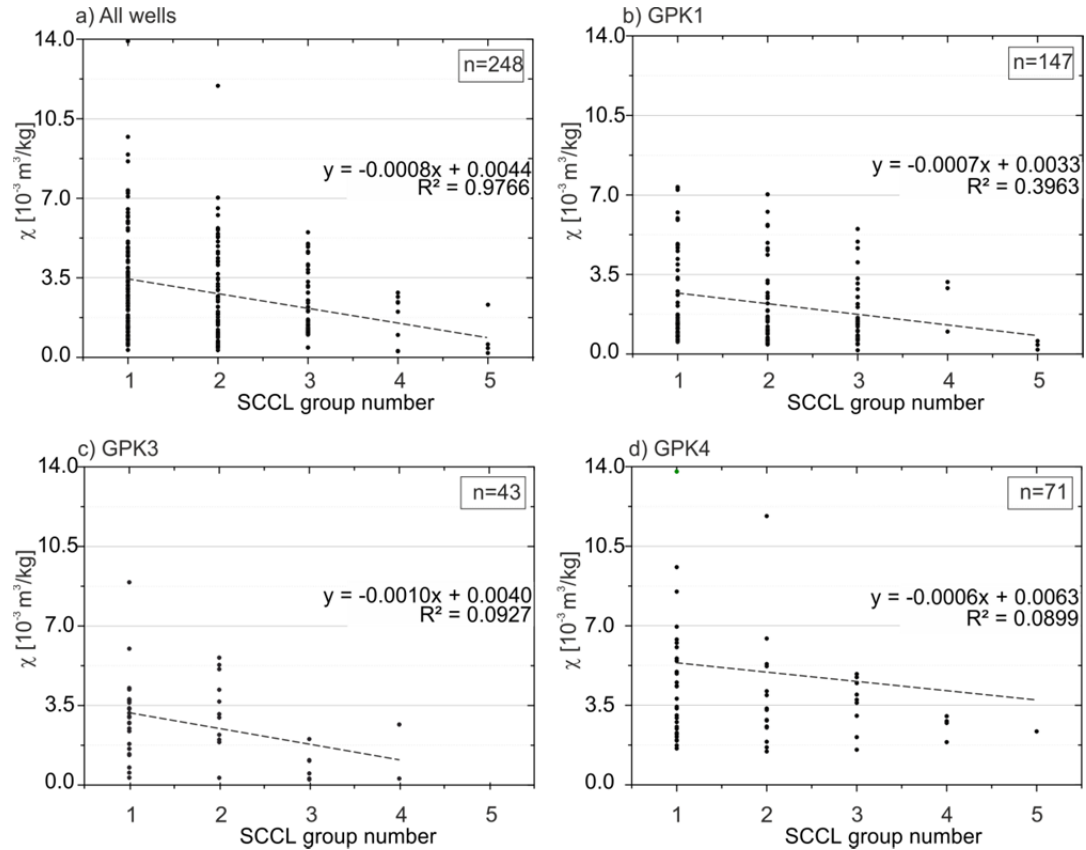 a) All wells
14.0
10.5
7.0
3.5
0.0
χ [10⁻³ m³/kg]
n=248
y = -0.0008x + 0.0044
R² = 0.9766
1 2 3 4 5
SCCL group number
b) GPK1
14.0
10.5
7.0
3.5
0.0
χ [10⁻³ m³/kg]
n=147
y = -0.0007x + 0.0033
R² = 0.3963
1 2 3 4 5
SCCL group number
c) GPK3
14.0
10.5
7.0
3.5
0.0
χ [10⁻³ m³/kg]
n=43
y = -0.0010x + 0.0040
R² = 0.0927
1 2 3 4 5
SCCL group number
d) GPK4
14.0
10.5
7.0
3.5
0.0
χ [10⁻³ m³/kg]
n=71
y = -0.0006x + 0.0063
R² = 0.0899
1 2 3 4 5
SCCL group number